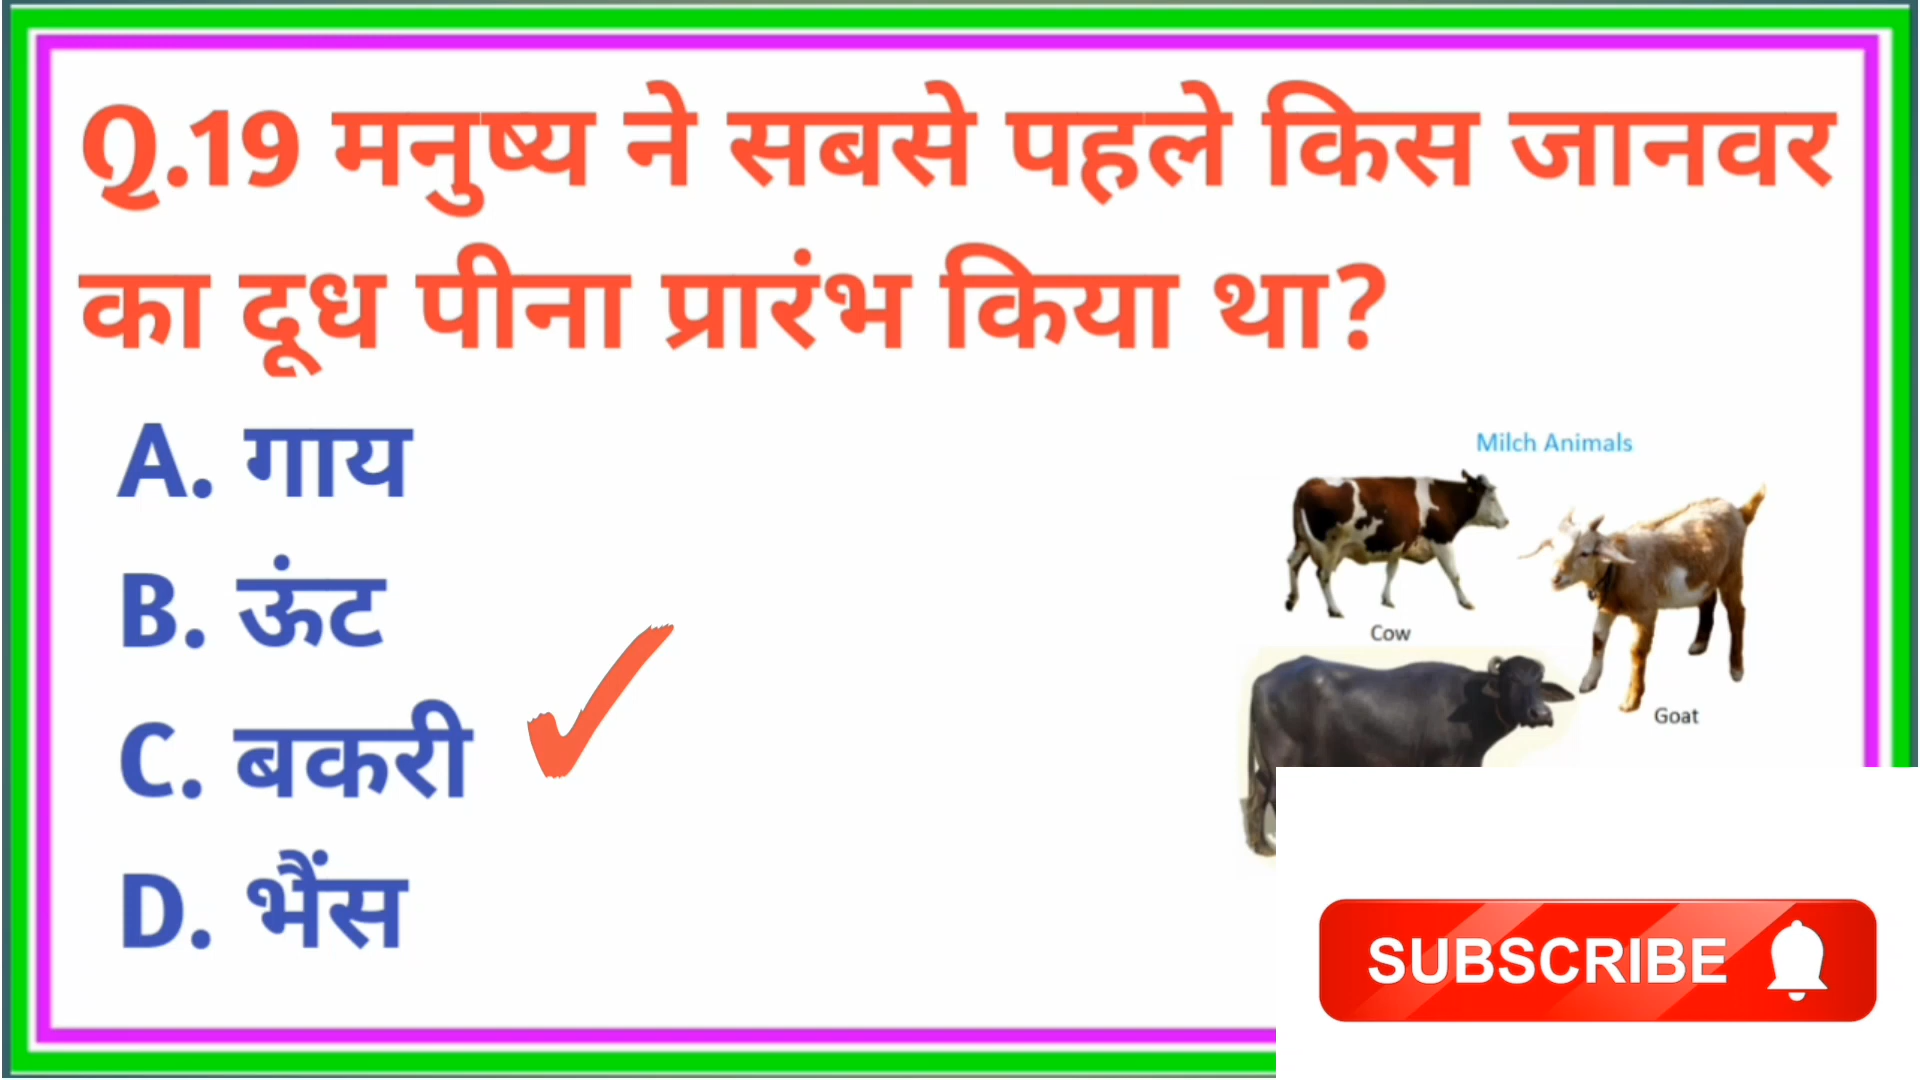 Q.19 मनुष्य ने सबसे पहले किस जानवर
का दूध पीना प्रारंभ किया था?
A. गाय
B. ऊंट
C. बकरी
D. भैंस
Milch Animals
Cow
Goat
SUBSCRIBE